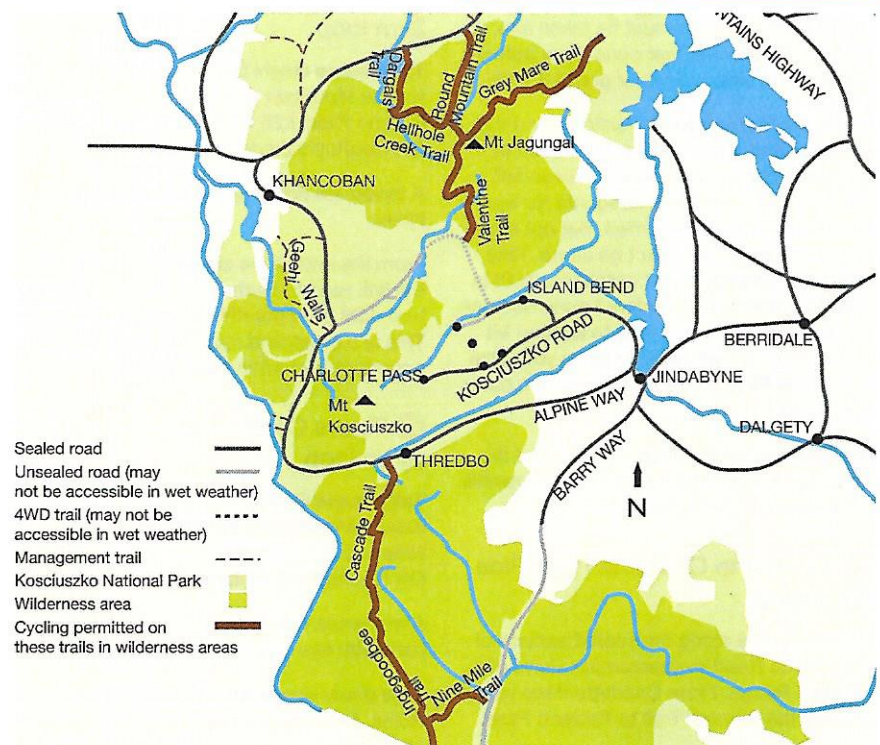 NTAINS HIGHWAY
Dargals
Trail
Round
Mountain Trail
Grey Mare Trail
Hellhole
Creek Trail
Mt Jagungal
KHANCOBAN
Valentine
Trail
Geehi Walls
ISLAND BEND
KOSCIUSZKO ROAD
BERRIDALE
CHARLOTTE PASS
JINDABYNE
Mt
Kosciuszko
ALPINE WAY
DALGETY
THREDBO
BARRY WAY
N
Sealed road
Unsealed road (may
not be accessible in wet weather)
4WD trail (may not be
accessible in wet weather)
Management trail
Kosciuszko National Park
Wilderness area
Cycling permitted on
these trails in wilderness areas
Cascade Trail
Ingegoodbee
Trail
Nine Mile
Trail